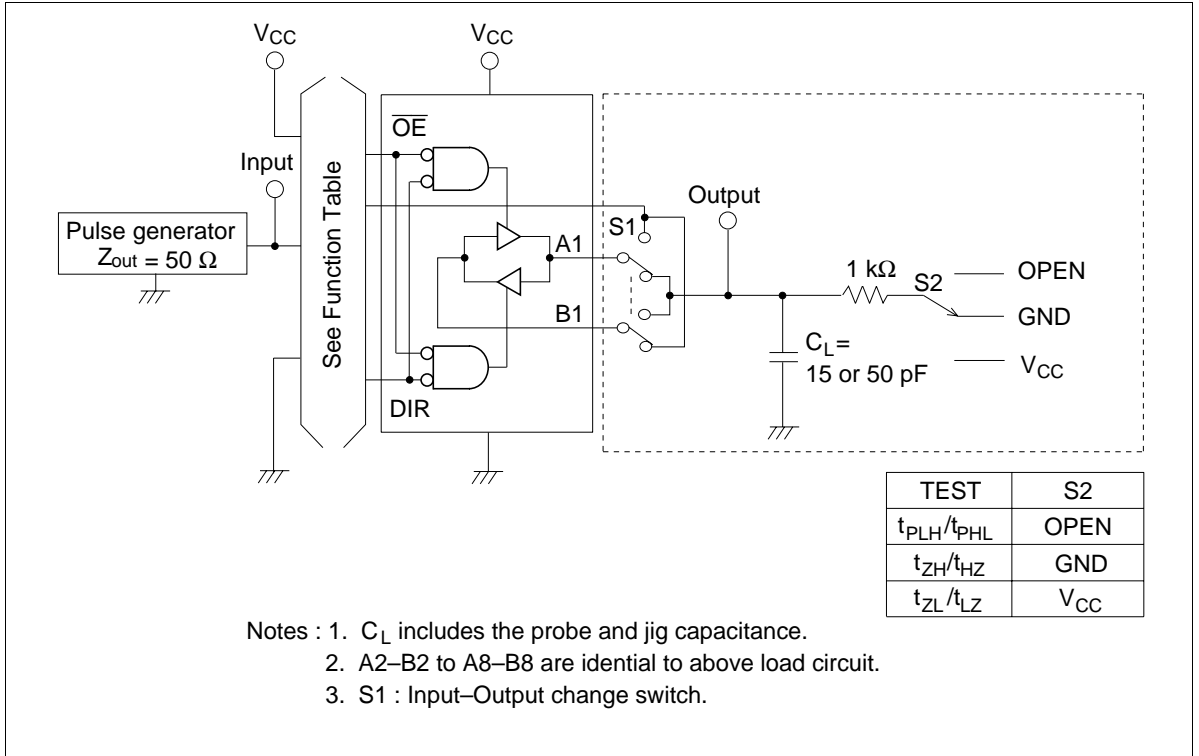 VCC
VCC
OE
Input
See Function Table
Pulse generator
Zout = 50 Ω
Output
S1
A1
B1
DIR
1 kΩ
S2
OPEN
GND
VCC
CL=
15 or 50 pF
TEST S2
tPLH/tPHL OPEN
tZH/tHZ GND
tZL/tLZ VCC
Notes : 1. CL includes the probe and jig capacitance.
2. A2–B2 to A8–B8 are idential to above load circuit.
3. S1 : Input–Output change switch.